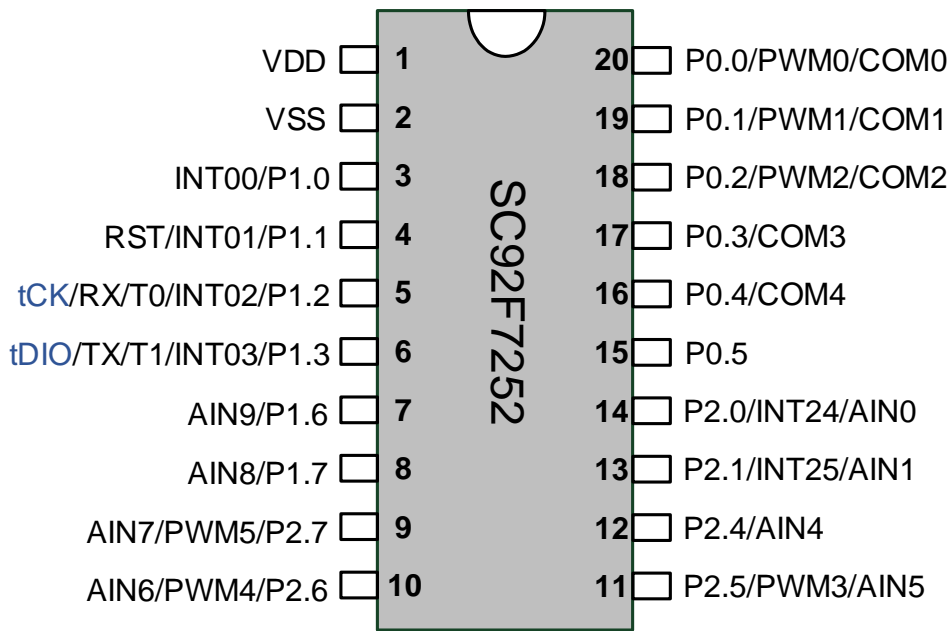 VDD 1 20 P0.0/PWM0/COM0
VSS 2 19 P0.1/PWM1/COM1
INT00/P1.0 3 18 P0.2/PWM2/COM2
RST/INT01/P1.1 4 17 P0.3/COM3
tCK/RX/T0/INT02/P1.2 5 16 P0.4/COM4
tDIO/TX/T1/INT03/P1.3 6 15 P0.5
AIN9/P1.6 7 14 P2.0/INT24/AIN0
AIN8/P1.7 8 13 P2.1/INT25/AIN1
AIN7/PWM5/P2.7 9 12 P2.4/AIN4
AIN6/PWM4/P2.6 10 11 P2.5/PWM3/AIN5
SC92F7252